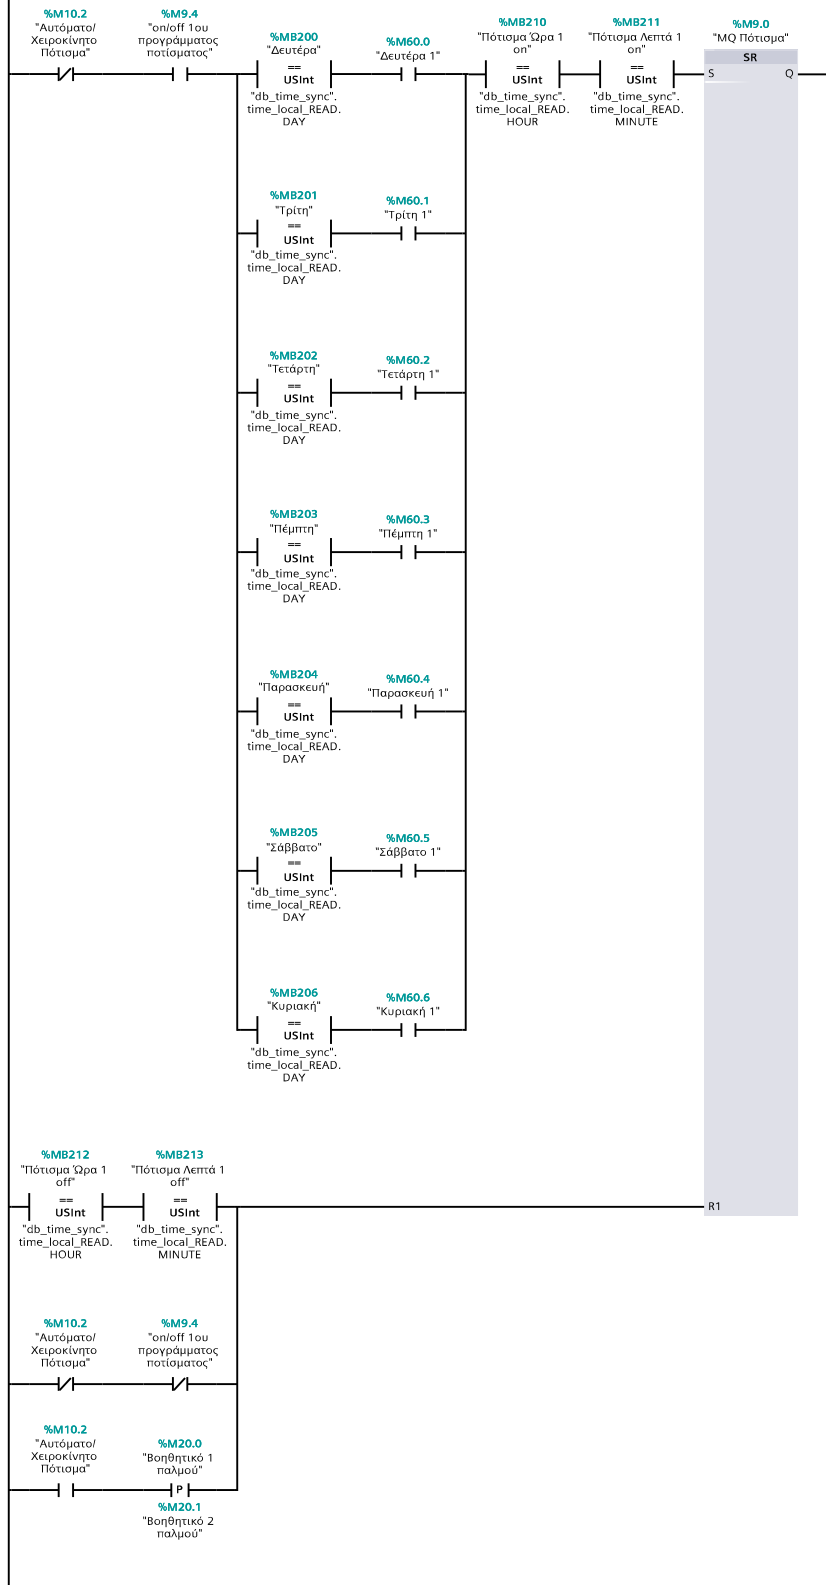 %M10.2
"Αυτόματο/
Χειροκίνητο
Πότισμα"
%M9.4
"on/off 1ου
προγράμματος
ποτίσματος"
%MB200
"Δευτέρα"
==
USInt
"db_time_sync".
time_local_READ.
DAY
%M60.0
"Δευτέρα 1"
%MB210
"Πότισμα Ώρα 1
on"
==
USInt
"db_time_sync".
time_local_READ.
HOUR
%MB211
"Πότισμα Λεπτά 1
on"
==
USInt
"db_time_sync".
time_local_READ.
MINUTE
%M9.0
"MQ Πότισμα"
SR
S
Q
%MB201
"Τρίτη"
==
USInt
"db_time_sync".
time_local_READ.
DAY
%M60.1
"Τρίτη 1"
%MB202
"Τετάρτη"
==
USInt
"db_time_sync".
time_local_READ.
DAY
%M60.2
"Τετάρτη 1"
%MB203
"Πέμπτη"
==
USInt
"db_time_sync".
time_local_READ.
DAY
%M60.3
"Πέμπτη 1"
%MB204
"Παρασκευή"
==
USInt
"db_time_sync".
time_local_READ.
DAY
%M60.4
"Παρασκευή 1"
%MB205
"Σάββατο"
==
USInt
"db_time_sync".
time_local_READ.
DAY
%M60.5
"Σάββατο 1"
%MB206
"Κυριακή"
==
USInt
"db_time_sync".
time_local_READ.
DAY
%M60.6
"Κυριακή 1"
%MB212
"Πότισμα Ώρα 1
off"
==
USInt
"db_time_sync".
time_local_READ.
HOUR
%MB213
"Πότισμα Λεπτά 1
off"
==
USInt
"db_time_sync".
time_local_READ.
MINUTE
R1
%M10.2
"Αυτόματο/
Χειροκίνητο
Πότισμα"
%M9.4
"on/off 1ου
προγράμματος
ποτίσματος"
%M10.2
"Αυτόματο/
Χειροκίνητο
Πότισμα"
%M20.0
"Βοηθητικό 1
παλμού"
P
%M20.1
"Βοηθητικό 2
παλμού"